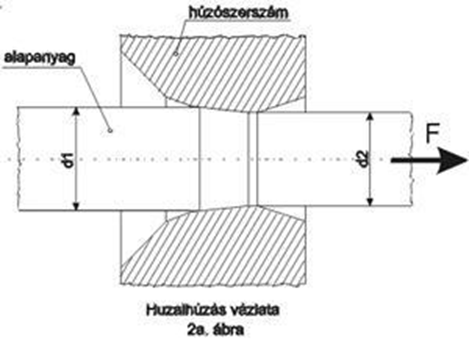 húzószerszám
alapanyag
d1
d2
F
Huzalhúzás vázlata
2a. ábra